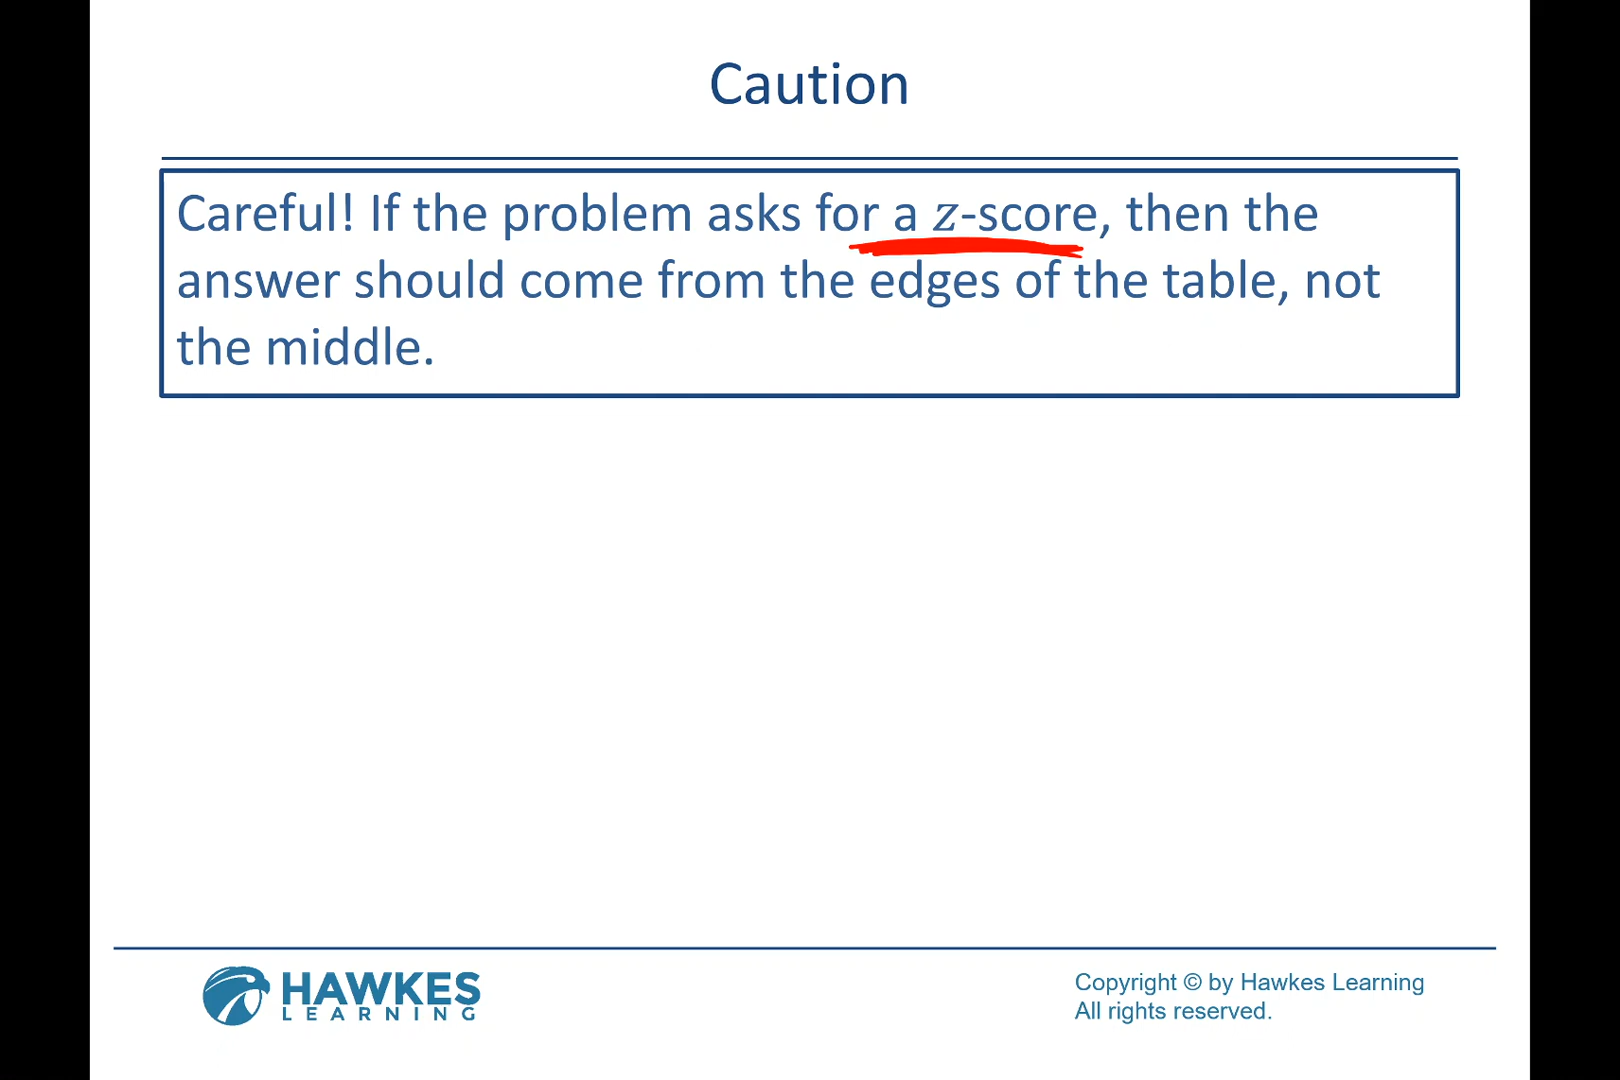 Caution
Careful! If the problem asks for a z-score, then the
answer should come from the edges of the table, not
the middle.
HAWKES
LEARNING
Copyright © by Hawkes Learning
All rights reserved.